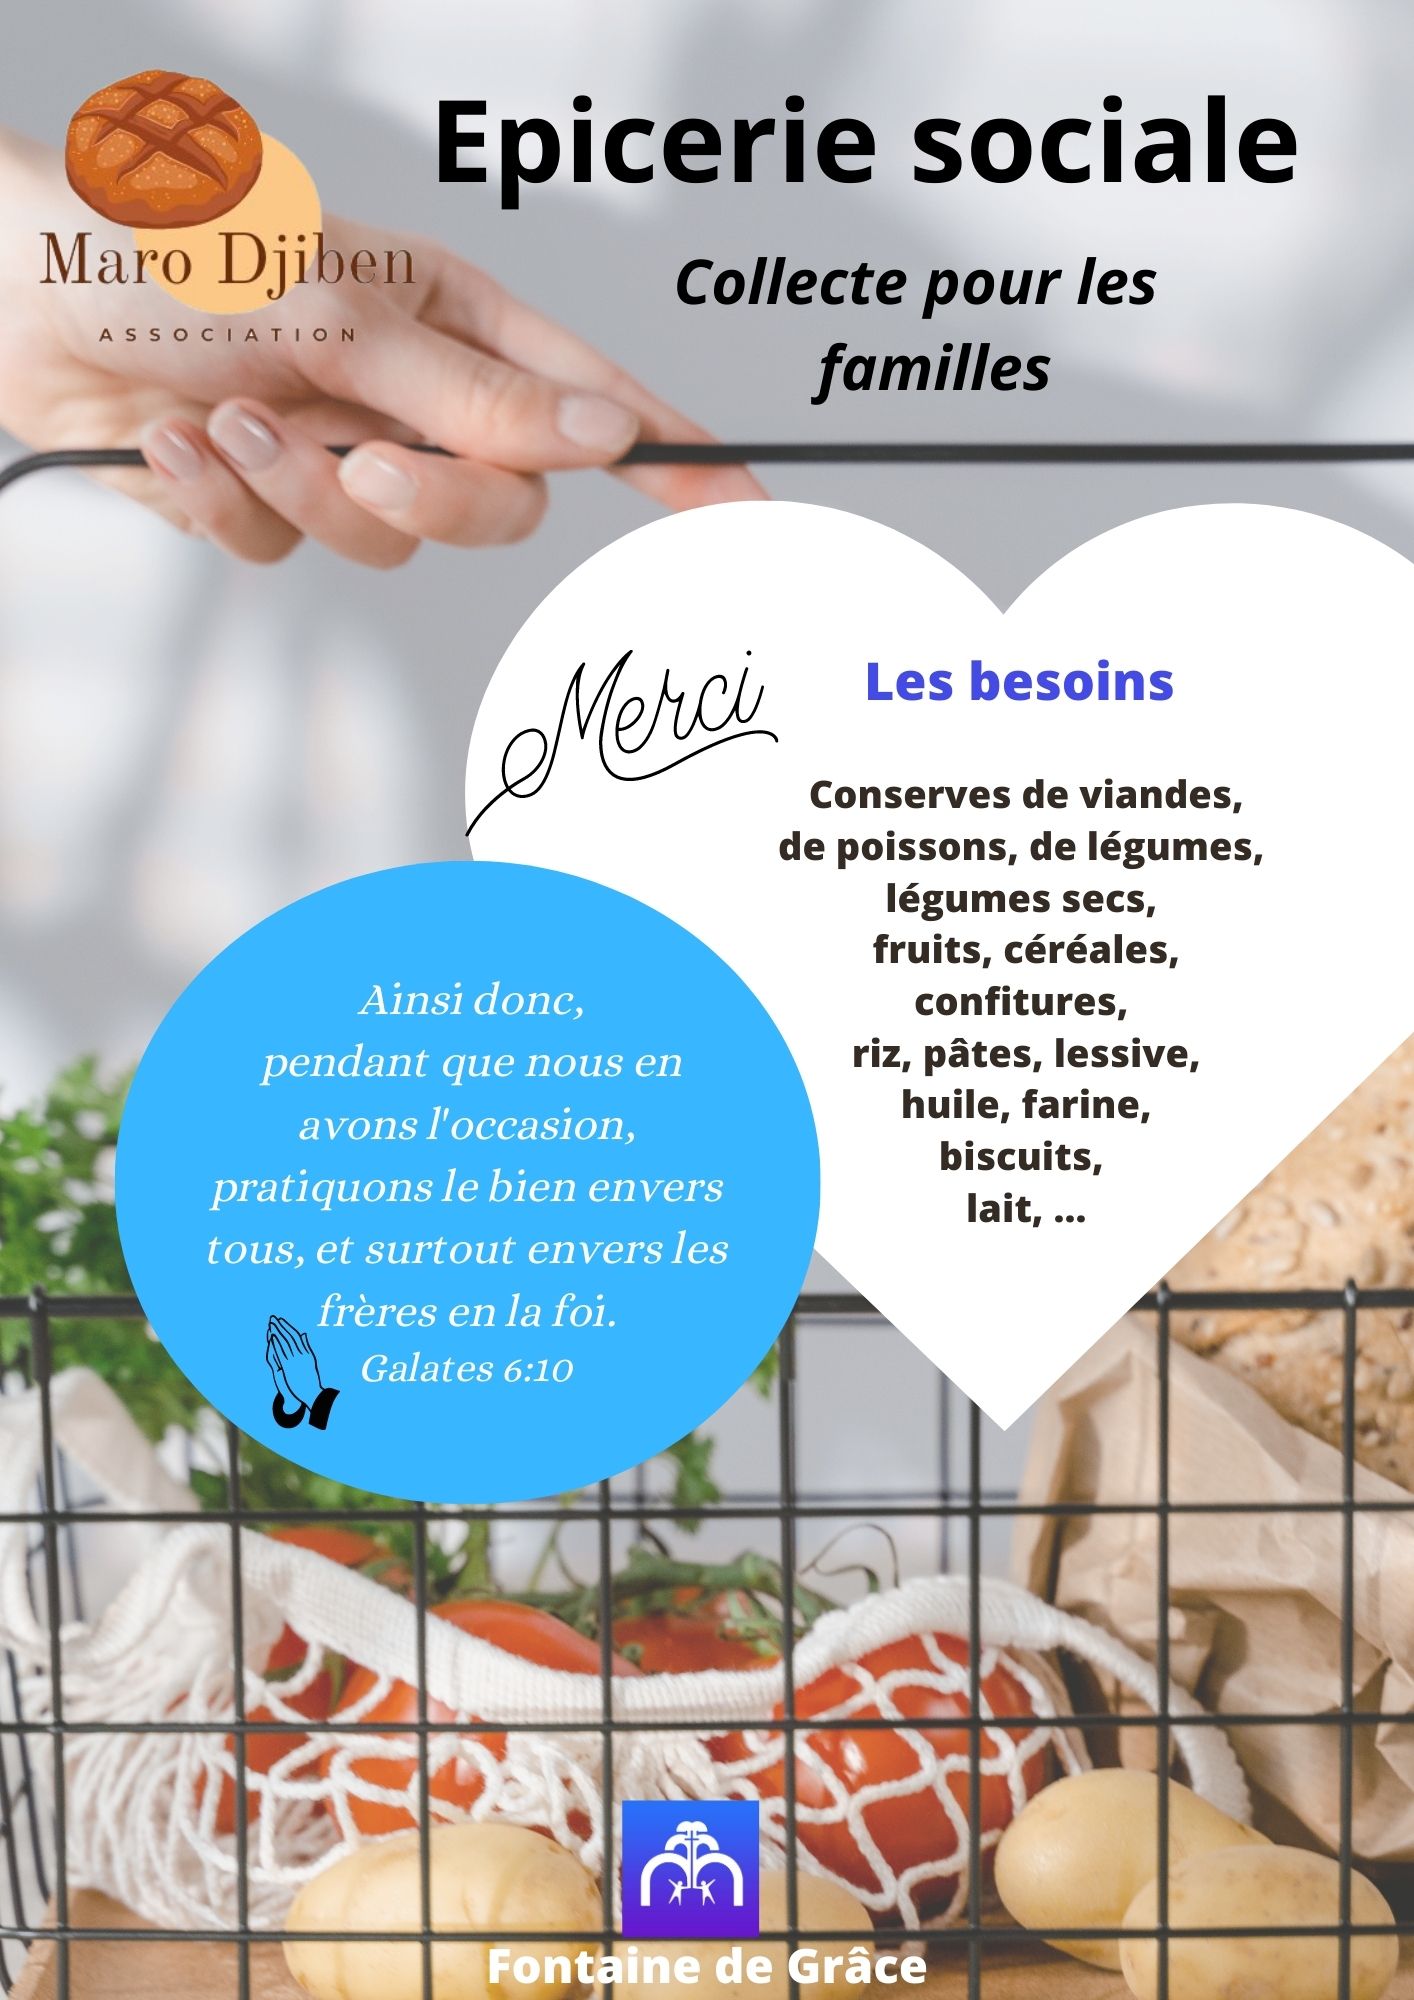 Maro Djiben
ASSOCIATION
Epicerie sociale
Collecte pour les
familles
Merci
Les besoins
Conserves de viandes,
de poissons, de légumes,
légumes secs,
fruits, céréales,
confitures,
riz, pâtes, lessive,
huile, farine,
biscuits,
lait, ...
Ainsi donc,
pendant que nous en
avons l'occasion,
pratiquons le bien envers
tous, et surtout envers les
frères en la foi.
Galates 6:10
Fontaine de Grâce